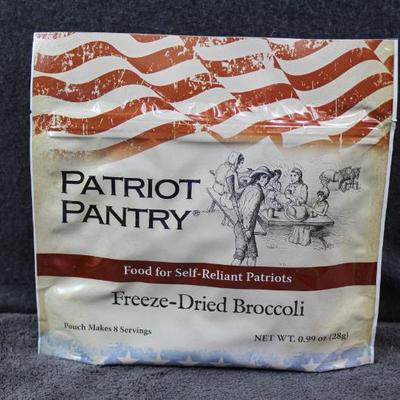 PATRIOT
PANTRY®
Food for Self-Reliant Patriots
Freeze-Dried Broccoli
Pouch Makes 8 Servings
NET WT. 0.99 oz (28g)